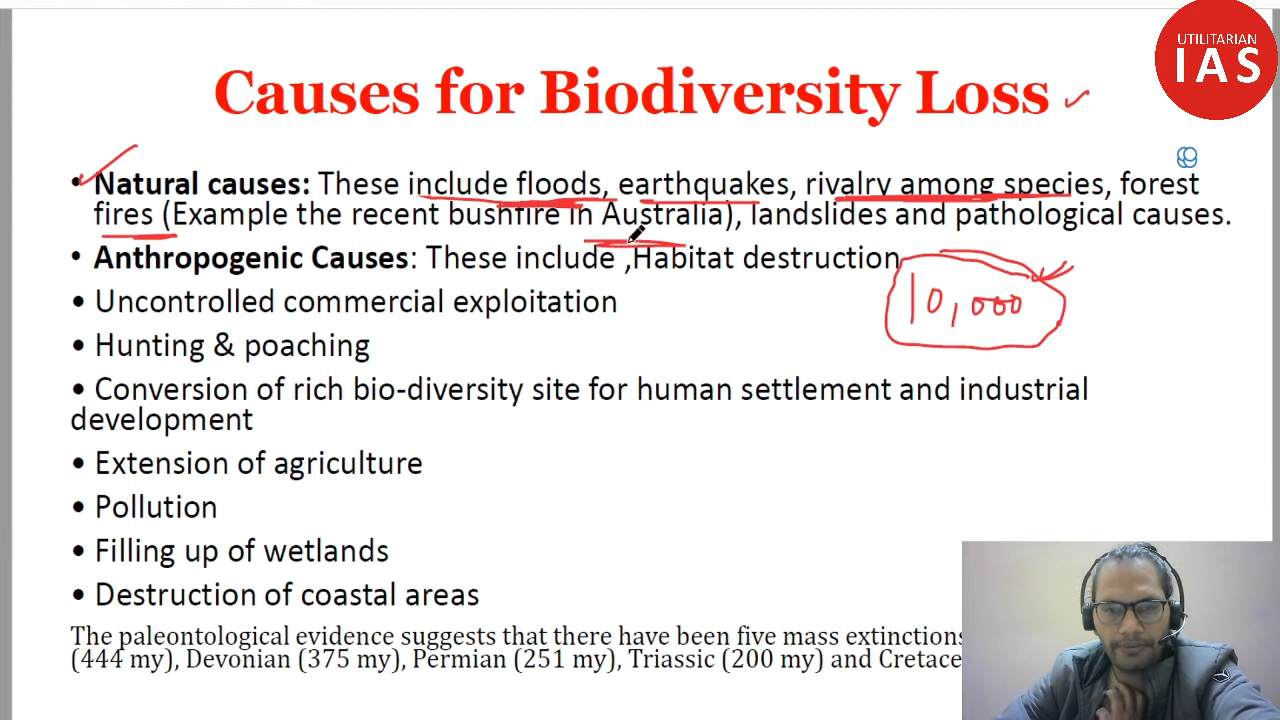 UTILITARIAN
IAS
Causes for Biodiversity Loss
• Natural causes: These include floods, earthquakes, rivalry among species, forest
fires (Example the recent bushfire in Australia), landslides and pathological causes.
• Anthropogenic Causes: These include ,Habitat destruction
10,000
• Uncontrolled commercial exploitation
• Hunting & poaching
• Conversion of rich bio-diversity site for human settlement and industrial
development
• Extension of agriculture
• Pollution
• Filling up of wetlands
• Destruction of coastal areas
The paleontological evidence suggests that there have been five mass extinctions
(444 my), Devonian (375 my), Permian (251 my), Triassic (200 my) and